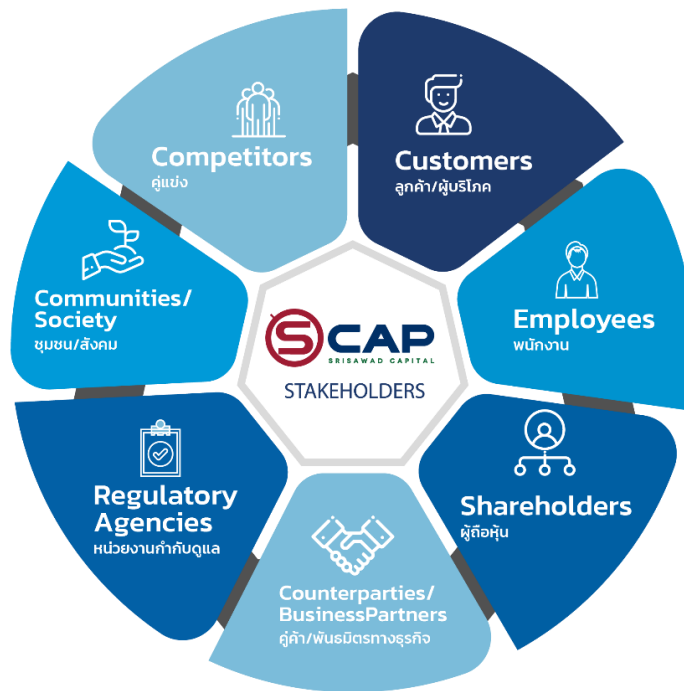 Competitors
คู่แข่ง
Customers
ลูกค้า/ผู้บริโภค
Employees
พนักงาน
Shareholders
ผู้ถือหุ้น
Counterparties/
BusinessPartners
คู่ค้า/พันธมิตรทางธุรกิจ
Regulatory
Agencies
หน่วยงานกำกับดูแล
Communities/
Society
ชุมชน/สังคม
SCAP
SRISAWAD CAPITAL
STAKEHOLDERS